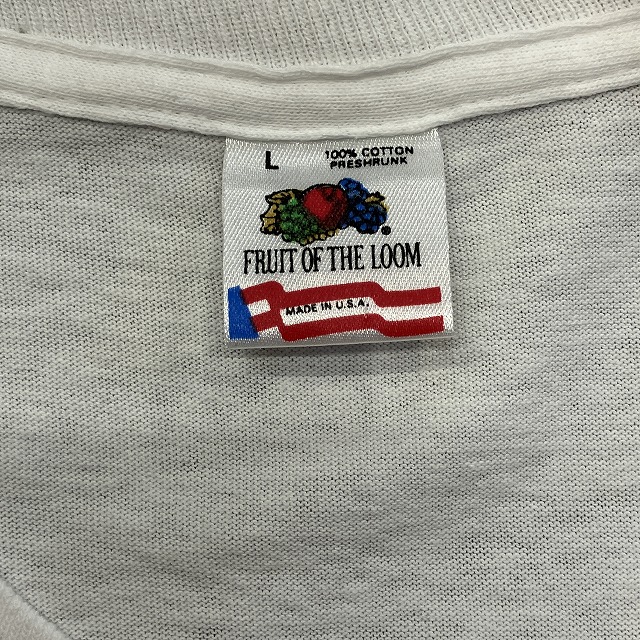 L
100% COTTON
PRESHRUNK
®
FRUIT OF THE LOOM
MADE IN U.S.A.